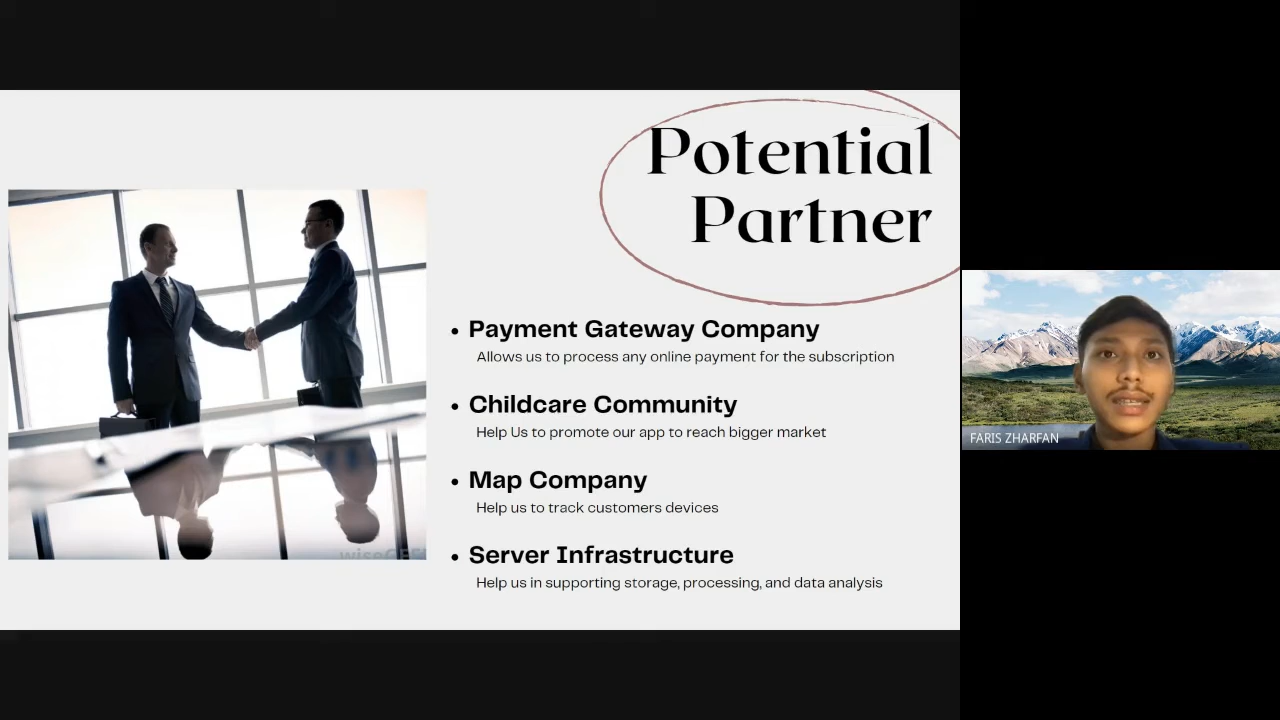 Potential
Partner
• Payment Gateway Company
Allows us to process any online payment for the subscription
• Childcare Community
Help Us to promote our app to reach bigger market
• Map Company
Help us to track customers devices
• Server Infrastructure
Help us in supporting storage, processing, and data analysis
FARIS ZHARFAN